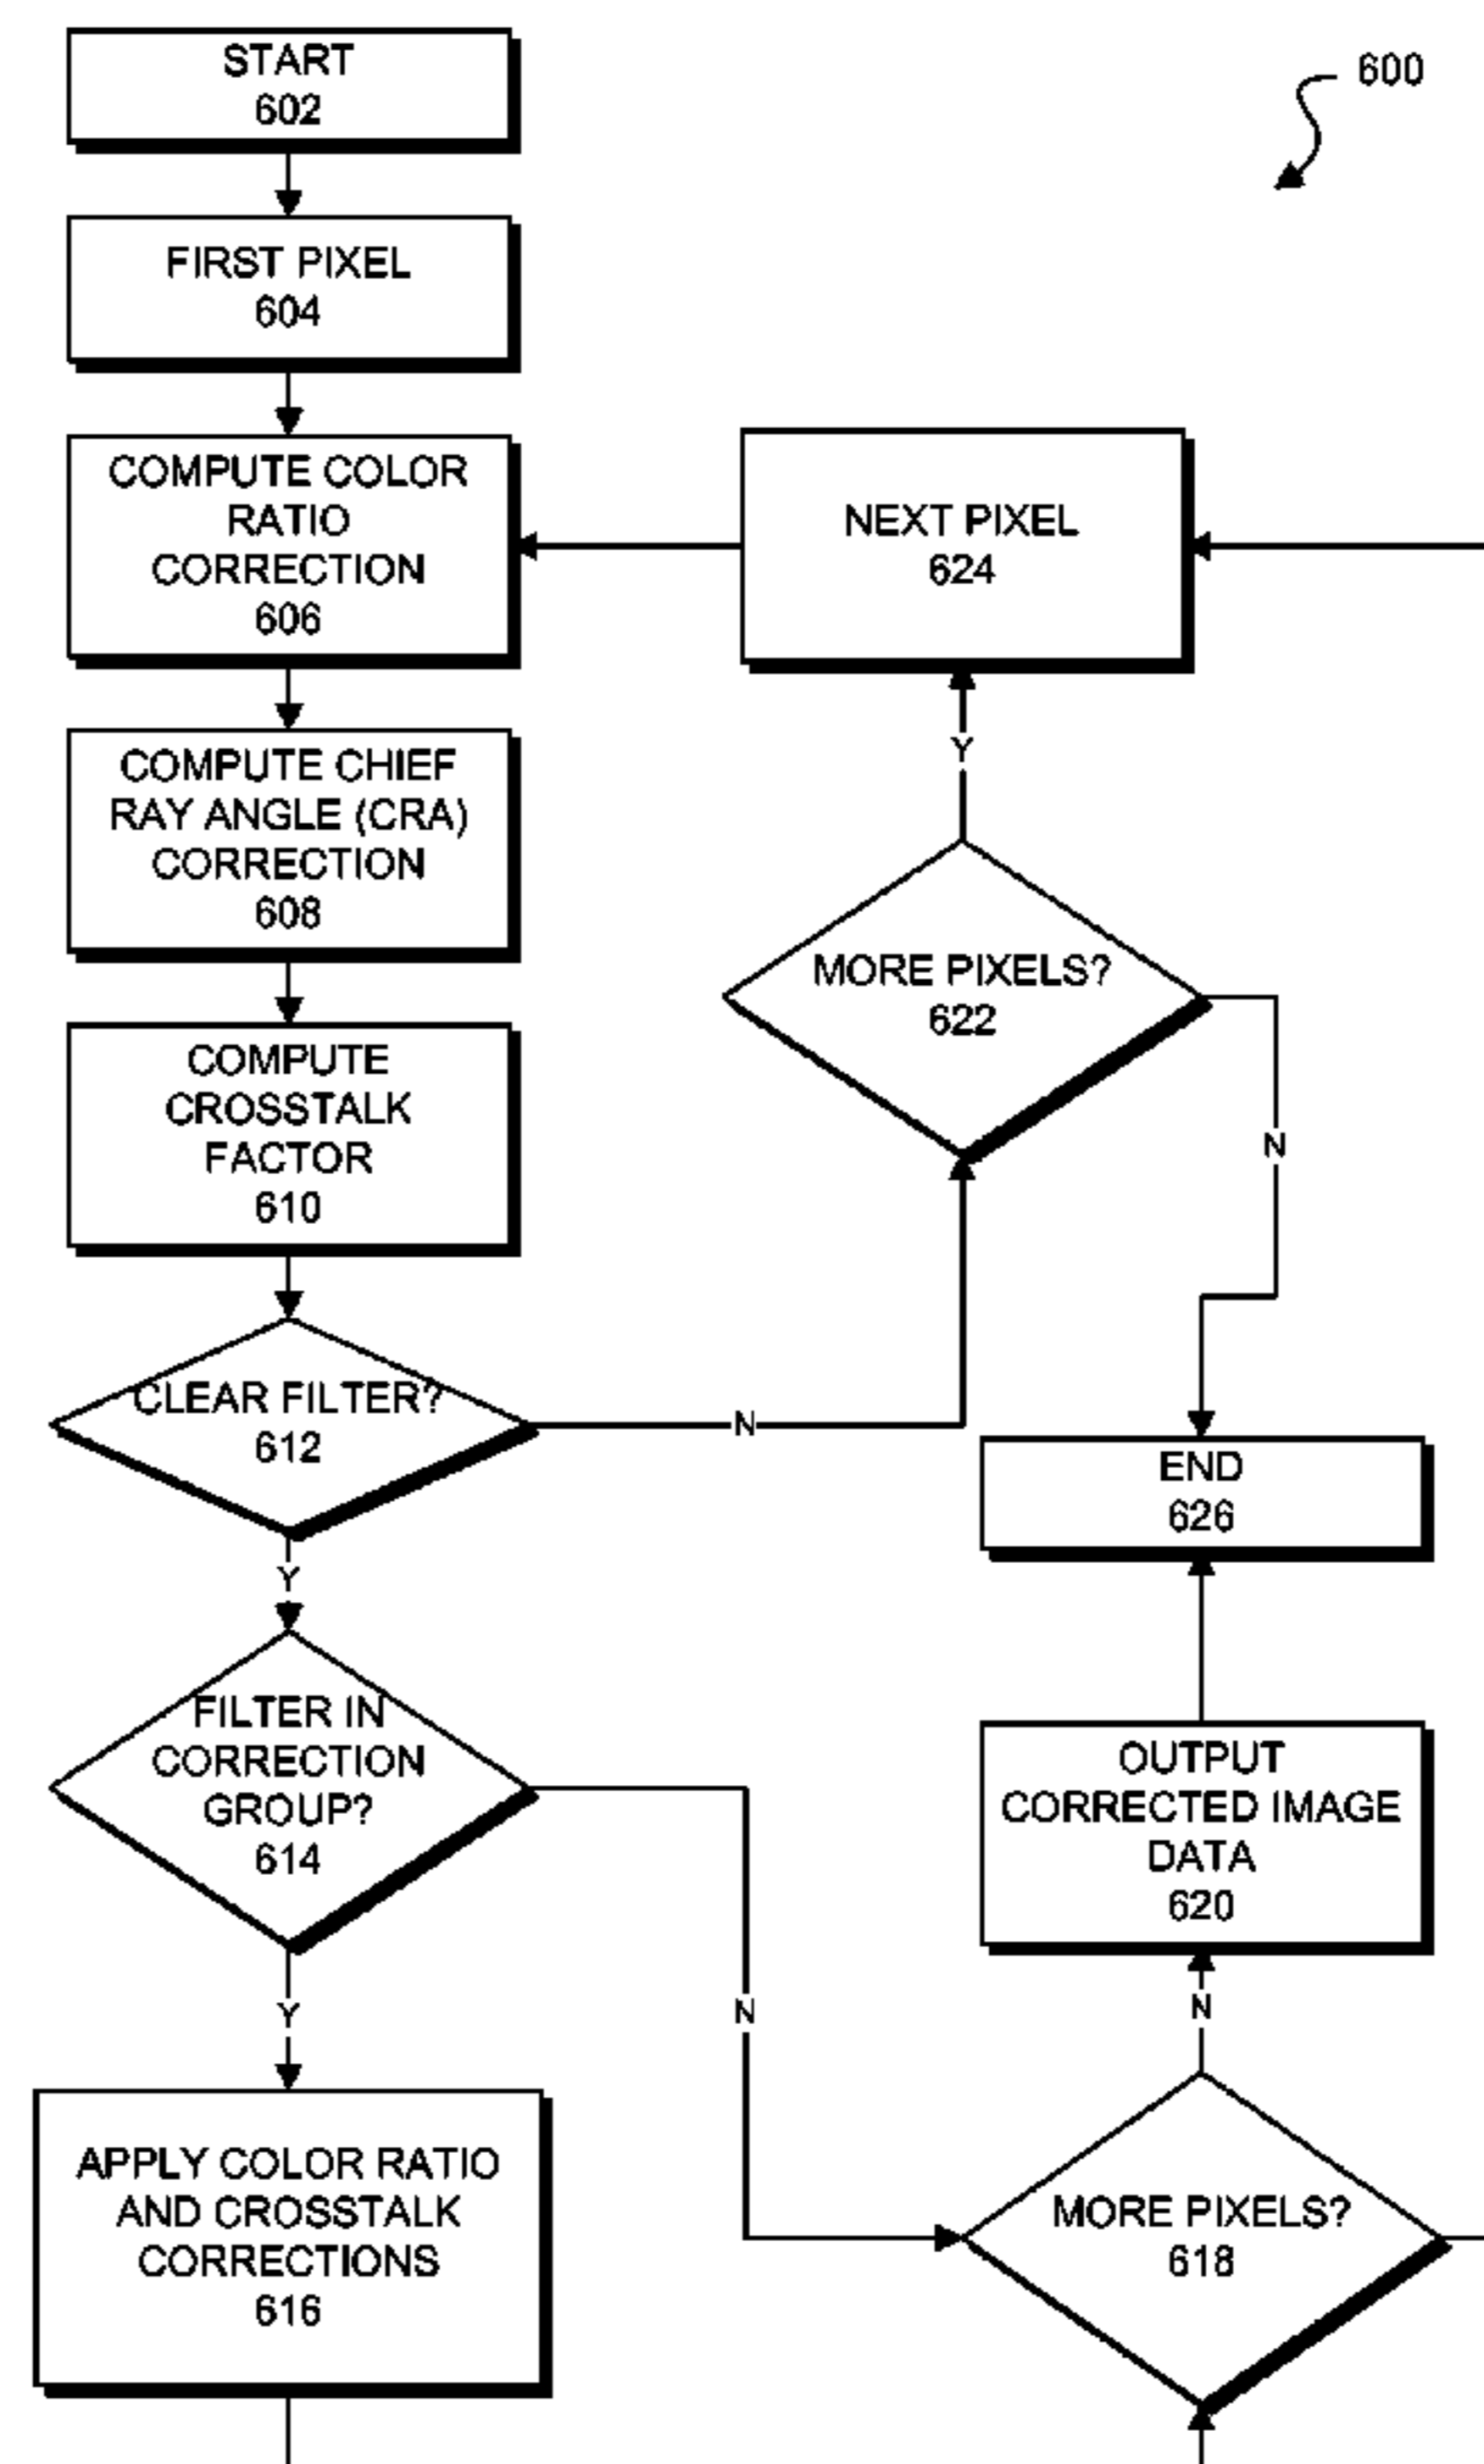 START
602
600
FIRST PIXEL
604
COMPUTE COLOR
RATIO
CORRECTION
606
NEXT PIXEL
624
COMPUTE CHIEF
RAY ANGLE (CRA)
CORRECTION
608
Y
MORE PIXELS?
622
N
COMPUTE
CROSSTALK
FACTOR
610
CLEAR FILTER?
612
N
Y
END
626
FILTER IN
CORRECTION
GROUP?
614
N
Y
OUTPUT
CORRECTED IMAGE
DATA
620
N
APPLY COLOR RATIO
AND CROSSTALK
CORRECTIONS
616
MORE PIXELS?
618